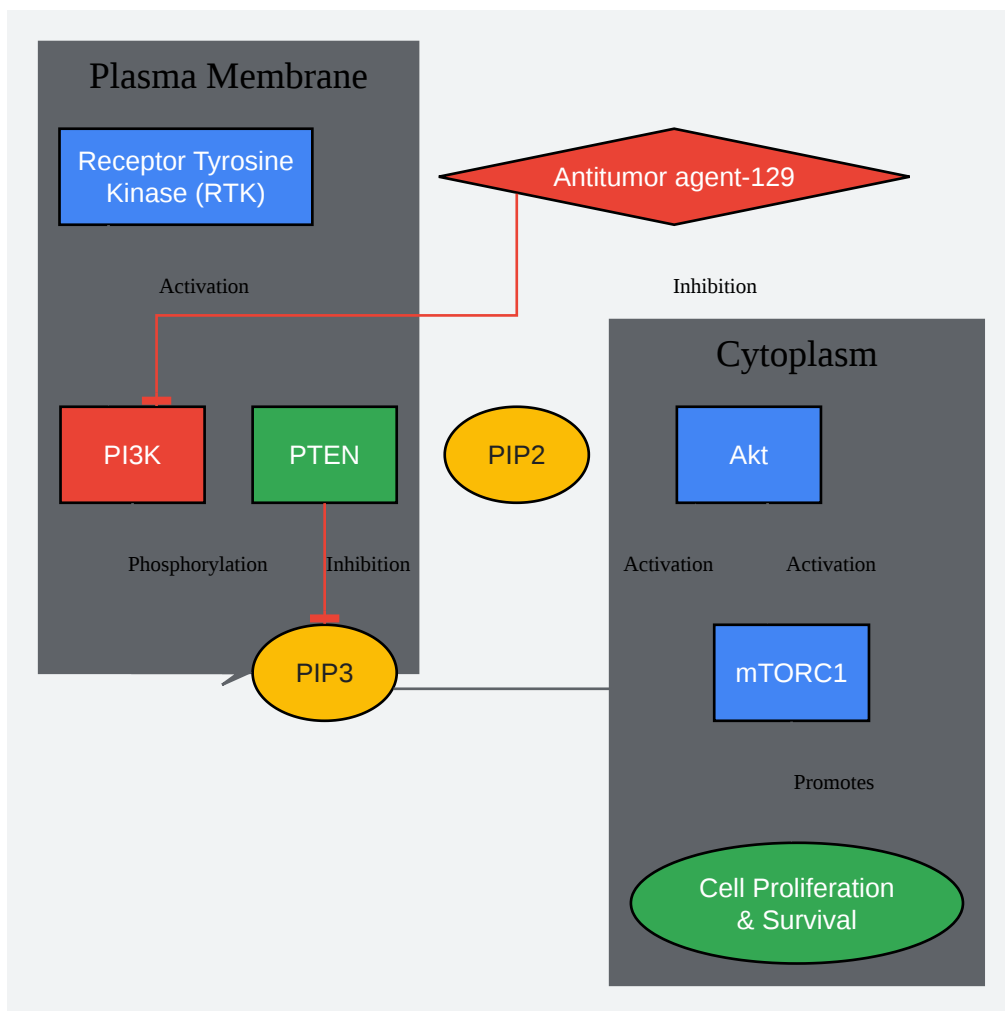 Plasma Membrane
Receptor Tyrosine
Kinase (RTK)
Antitumor agent-129
Activation
Inhibition
Cytoplasm
PI3K
PTEN
PIP2
Akt
Phosphorylation
Inhibition
Activation
Activation
PIP3
mTORC1
Promotes
Cell Proliferation
& Survival